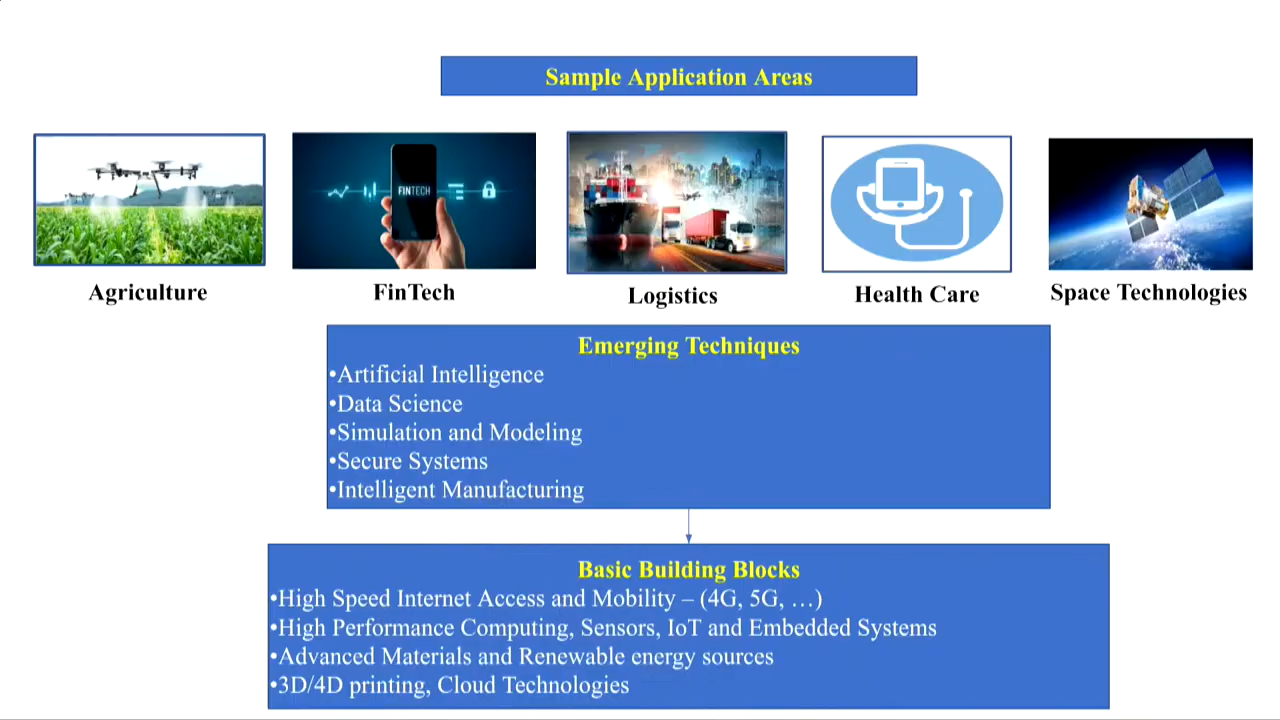 Sample Application Areas
FINTECH
Agriculture
FinTech
Logistics
Health Care
Space Technologies
Emerging Techniques
•Artificial Intelligence
•Data Science
•Simulation and Modeling
•Secure Systems
•Intelligent Manufacturing
Basic Building Blocks
•High Speed Internet Access and Mobility – (4G, 5G, …)
•High Performance Computing, Sensors, IoT and Embedded Systems
•Advanced Materials and Renewable energy sources
•3D/4D printing, Cloud Technologies